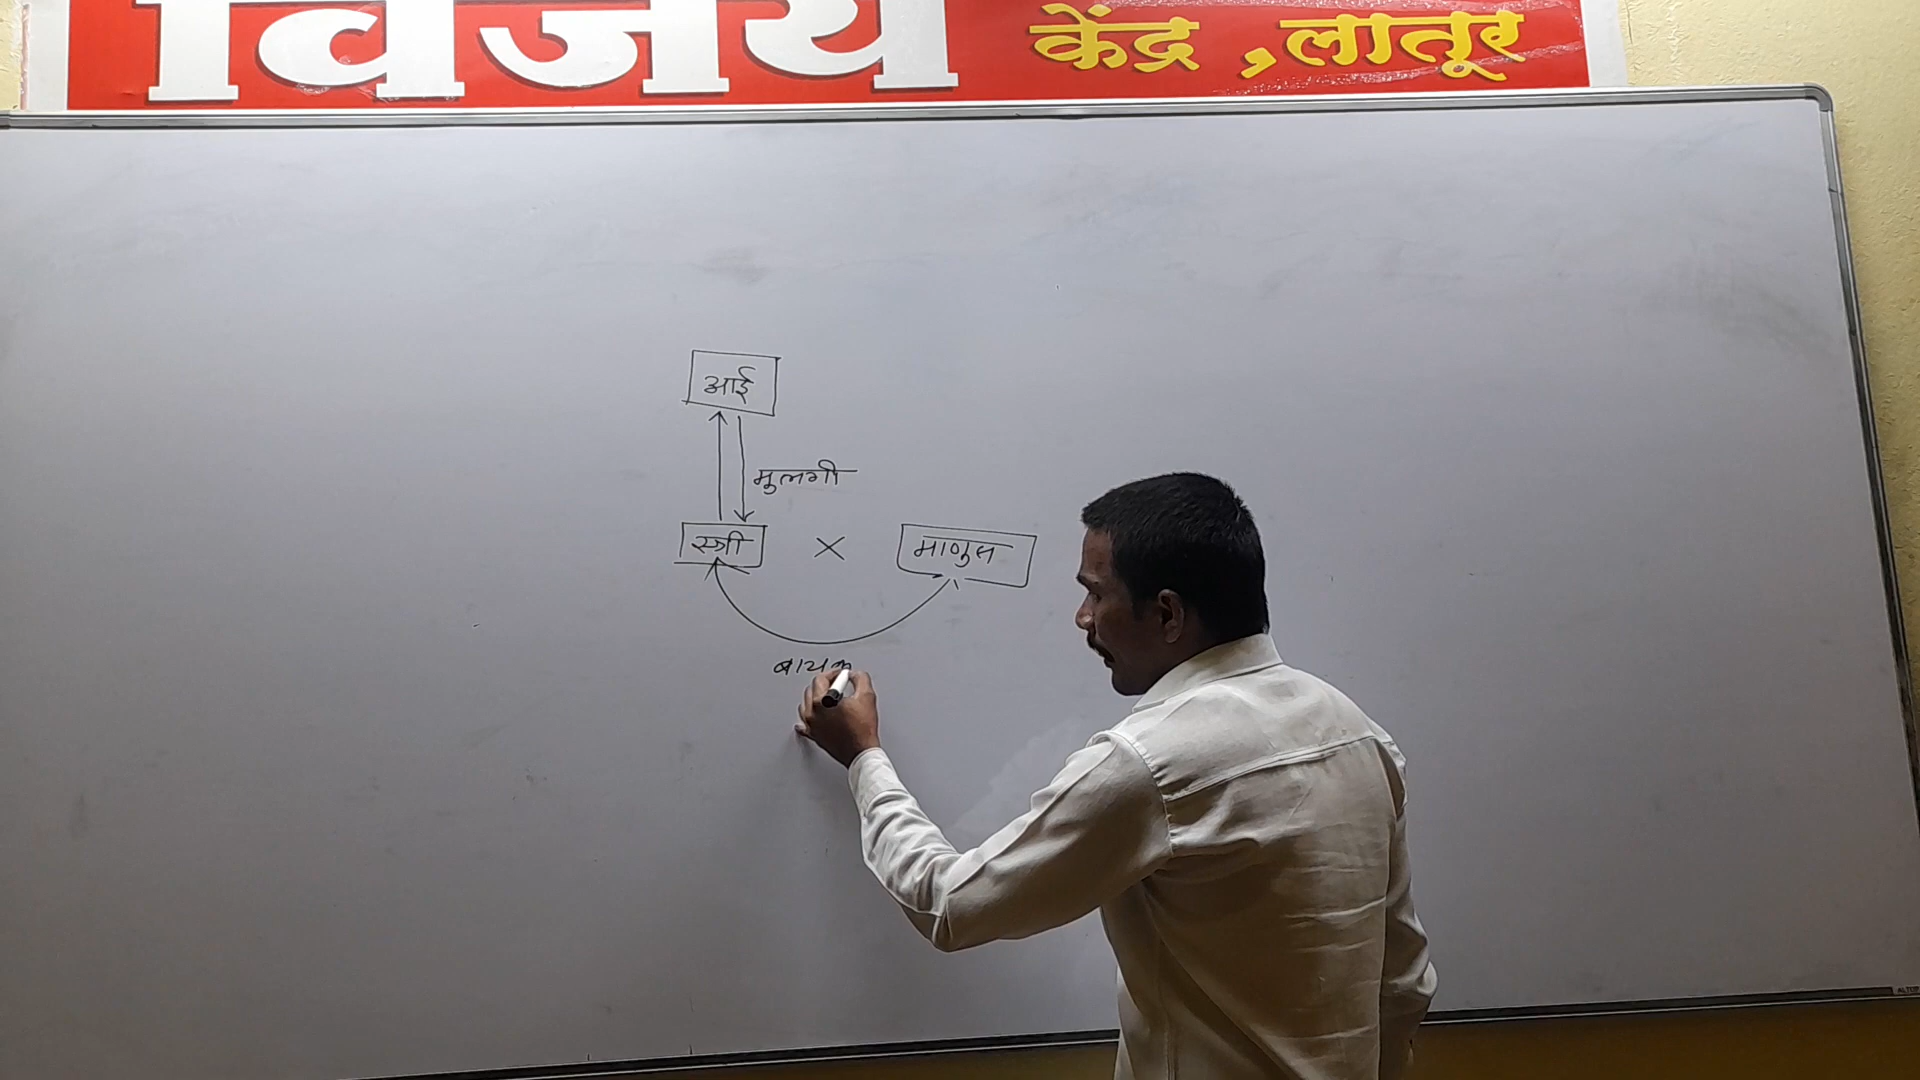 विजय केंद्र , लातूर
आई
मुलगी
स्त्री × माणुस
बायक